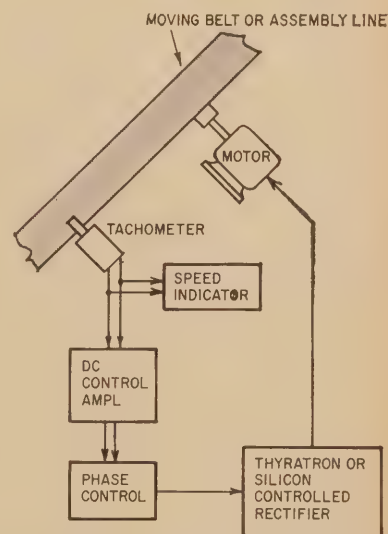 MOVING BELT OR ASSEMBLY LINE
MOTOR
TACHOMETER
SPEED
INDICATOR
DC
CONTROL
AMPL
PHASE
CONTROL
THYRATRON OR
SILICON
CONTROLLED
RECTIFIER